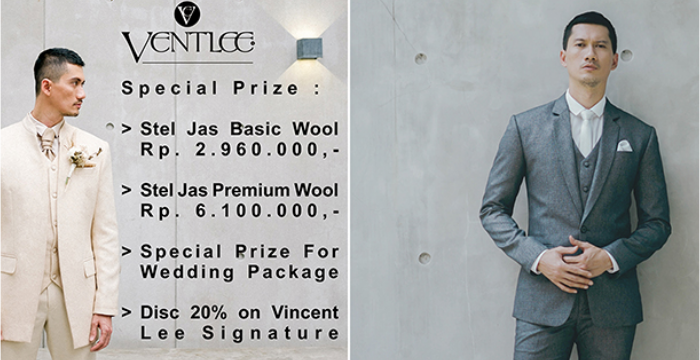 VENTLEE
Special Prize :
> Stel Jas Basic Wool
Rp. 2.960.000,-
> Stel Jas Premium Wool
Rp. 6.100.000,-
> Special Prize For
Wedding Package
> Disc 20% on Vincent
Lee Signature